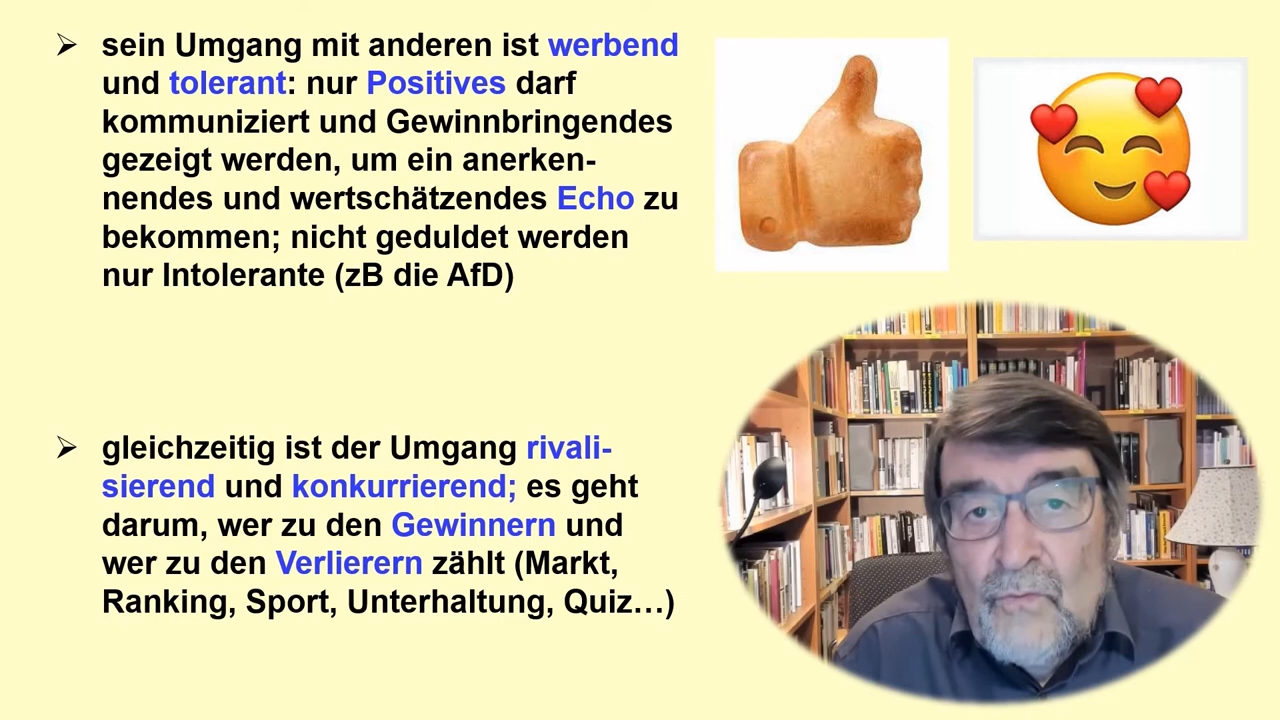 sein Umgang mit anderen ist werbend
und tolerant: nur Positives darf
kommuniziert und Gewinnbringendes
gezeigt werden, um ein anerken-
nendes und wertschätzendes Echo zu
bekommen; nicht geduldet werden
nur Intolerante (zB die AfD)
gleichzeitig ist der Umgang rivali-
sierend und konkurrierend; es geht
darum, wer zu den Gewinnern und
wer zu den Verlierern zählt (Markt,
Ranking, Sport, Unterhaltung, Quiz…)